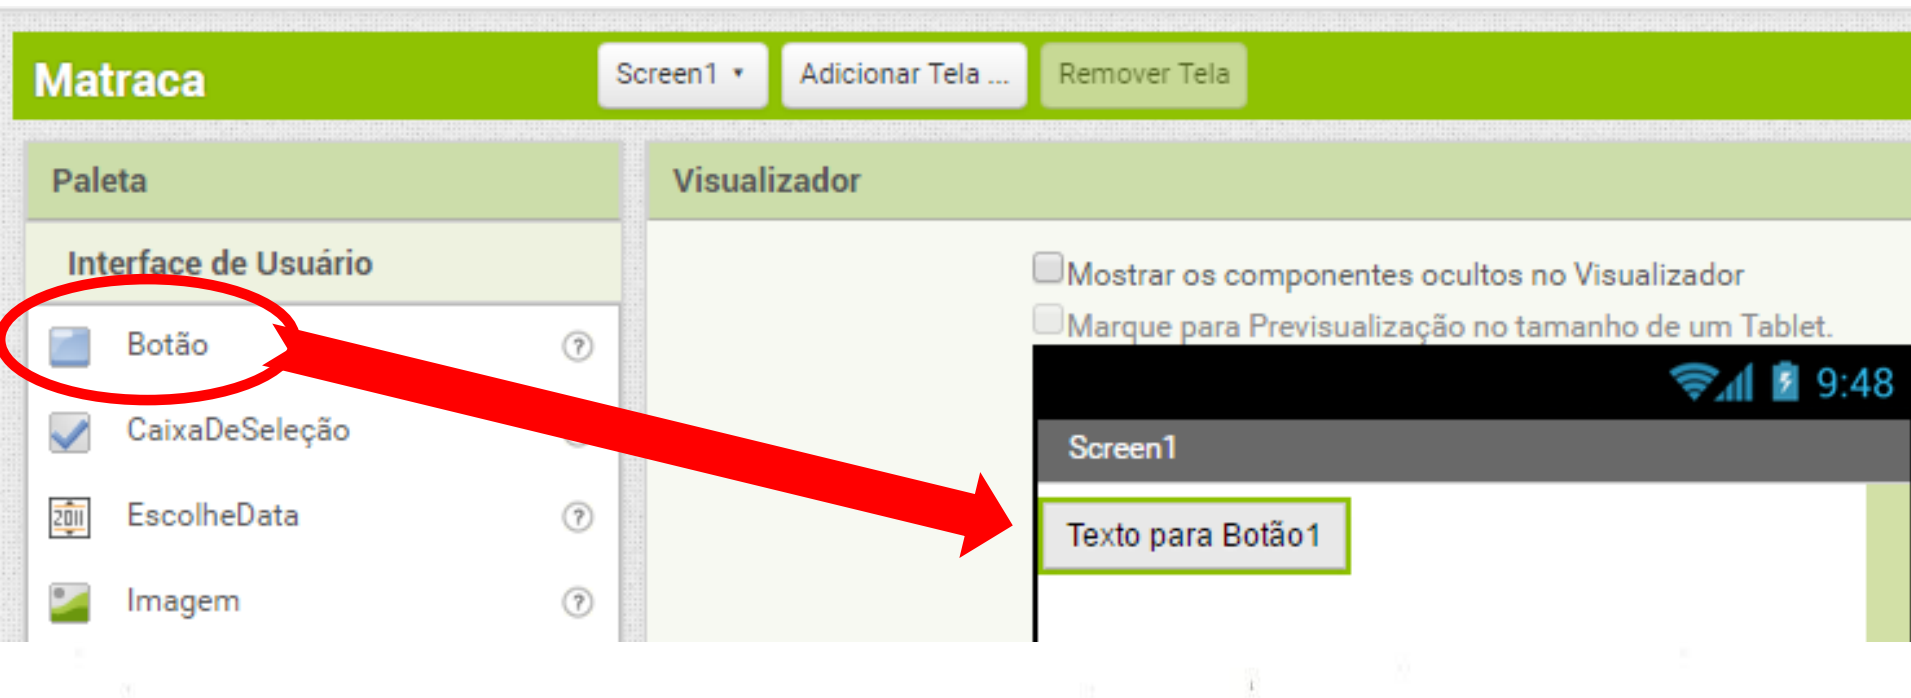 Matraca
Screen1
Adicionar Tela ...
Remover Tela
Paleta
Visualizador
Interface de Usuário
Botão
?
CaixaDeSeleção
EscolheData
?
Imagem
?
2011
Mostrar os componentes ocultos no Visualizador
Marque para Previsualização no tamanho de um Tablet.
9:48
Screen1
Texto para Botão1